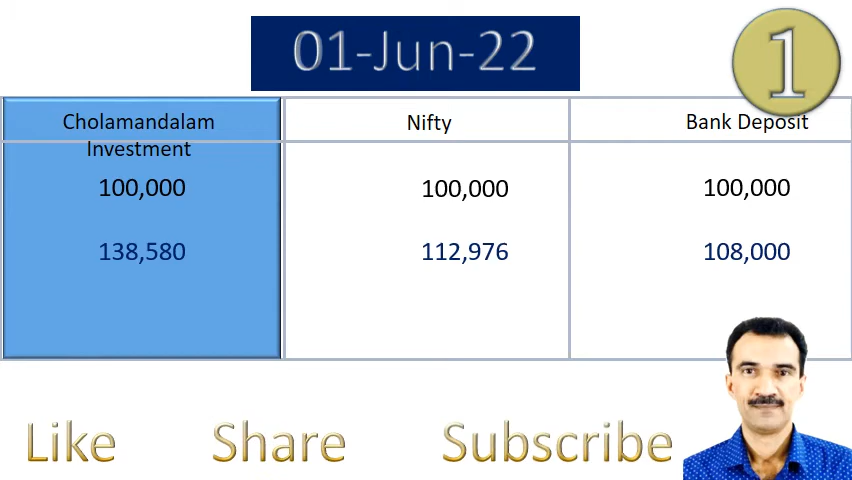 01-Jun-22
1
Cholamandalam Investment
Nifty
Bank Deposit
100,000
100,000
100,000
138,580
112,976
108,000
Like
Share
Subscribe